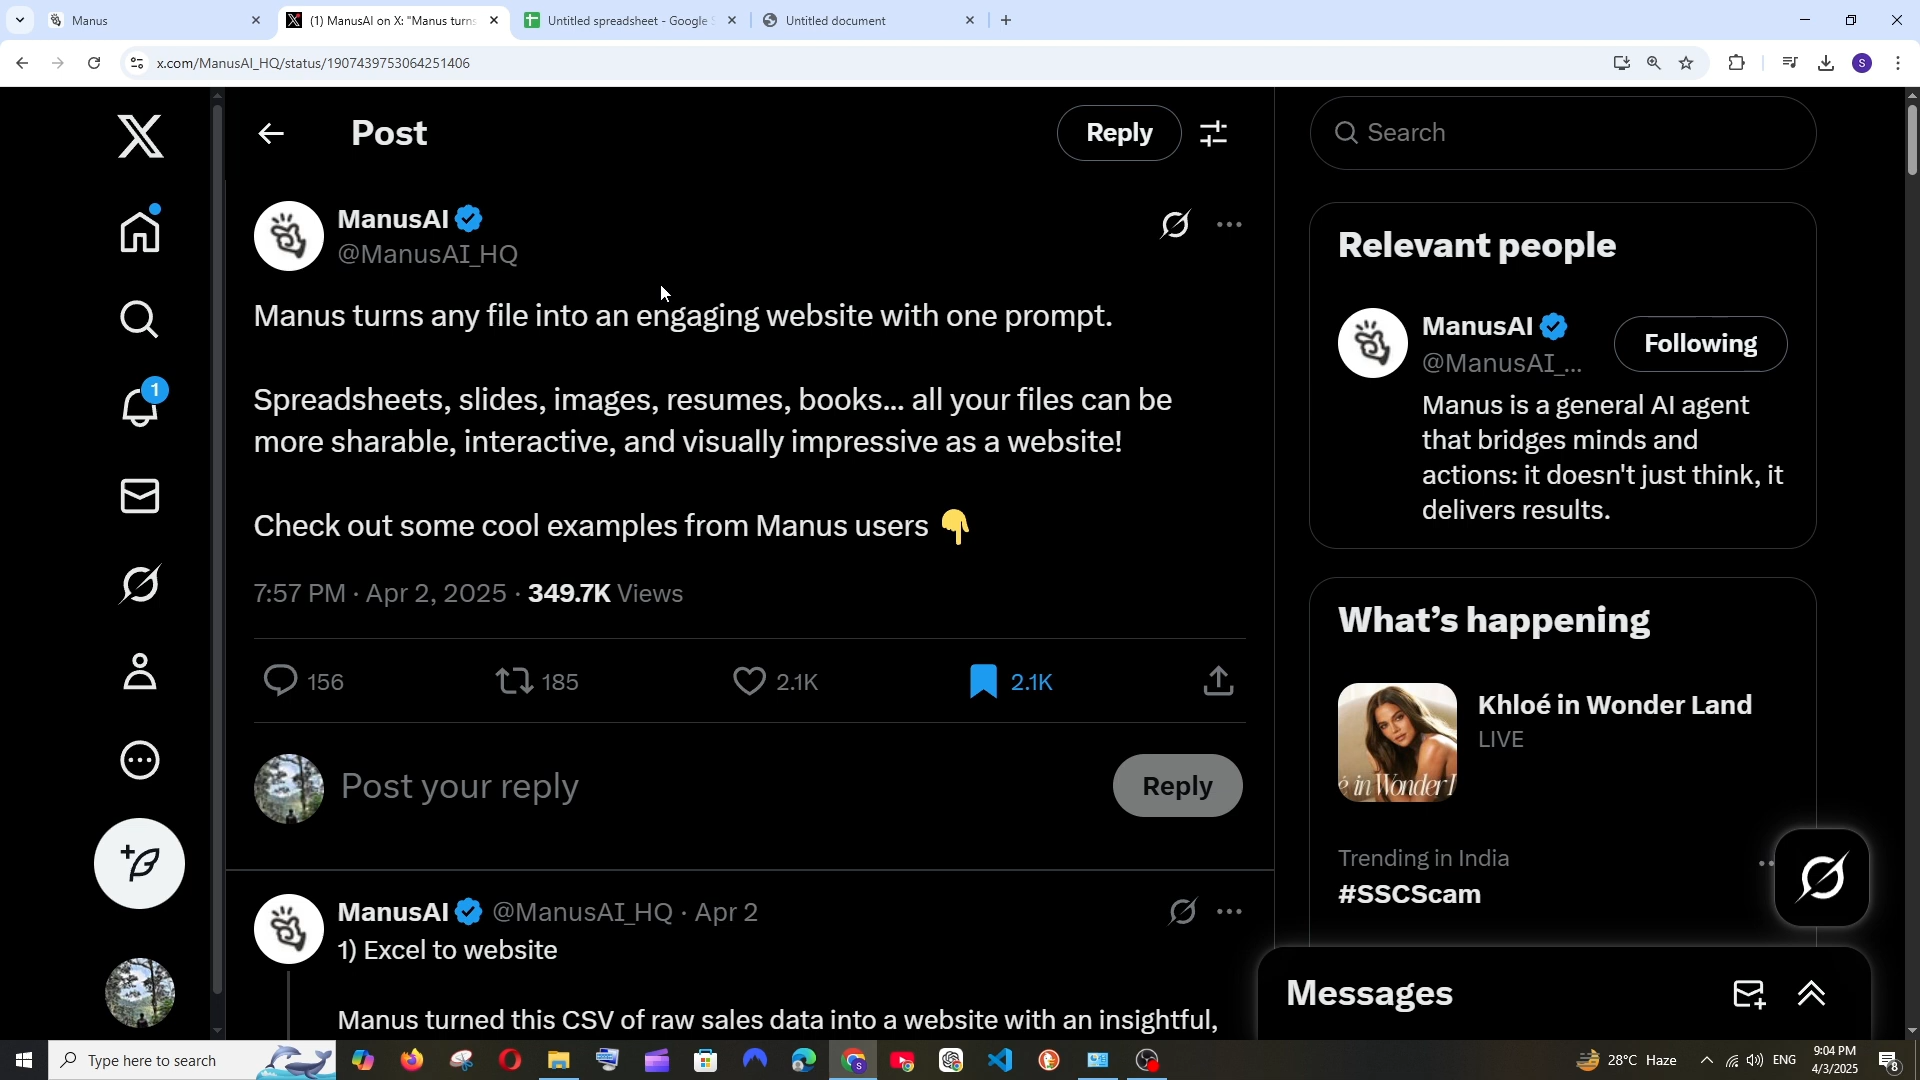 Manus
(1) ManusAI on X: "Manus turns
Untitled spreadsheet - Google S
Untitled document
x.com/ManusAI_HQ/status/1907439753064251406
S
Post
Reply
Search
ManusAI
@ManusAI_HQ
Manus turns any file into an engaging website with one prompt.
Spreadsheets, slides, images, resumes, books... all your files can be
more sharable, interactive, and visually impressive as a website!
Check out some cool examples from Manus users
7:57 PM · Apr 2, 2025 · 349.7K Views
156
185
2.1K
2.1K
Post your reply
Reply
ManusAI @ManusAI_HQ · Apr 2
1) Excel to website
Manus turned this CSV of raw sales data into a website with an insightful,
1
Relevant people
ManusAI
@ManusAI_...
Following
Manus is a general AI agent
that bridges minds and
actions: it doesn't just think, it
delivers results.
What's happening
Khloé in Wonder Land
LIVE
é in Wonder l
Trending in India
#SSCScam
Messages
Type here to search
28°C Haze
ENG
9:04 PM
4/3/2025
8